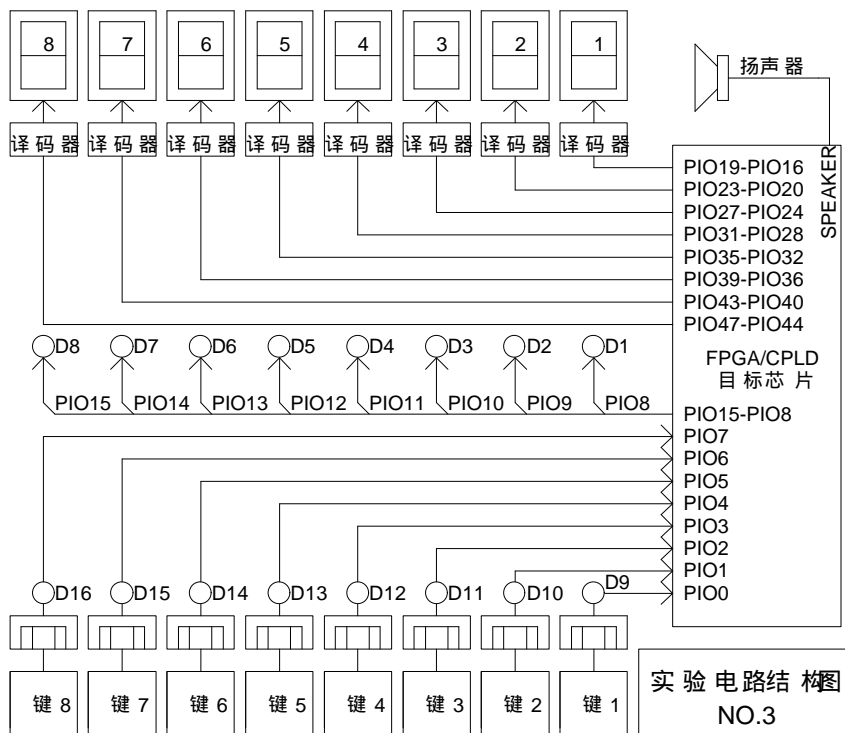 8 7 6 5 4 3 2 1
扬声器
译码器 译码器 译码器 译码器 译码器 译码器 译码器 译码器
SPEAKER
PIO19-PIO16
PIO23-PIO20
PIO27-PIO24
PIO31-PIO28
PIO35-PIO32
PIO39-PIO36
PIO43-PIO40
PIO47-PIO44
D8 D7 D6 D5 D4 D3 D2 D1
FPGA/CPLD
目标芯片
PIO15 PIO14 PIO13 PIO12 PIO11 PIO10 PIO9 PIO8
PIO15-PIO8
PIO7
PIO6
PIO5
PIO4
PIO3
PIO2
PIO1
PIO0
D16 D15 D14 D13 D12 D11 D10 D9
键8 键7 键6 键5 键4 键3 键2 键1
实验电路结构图
NO.3